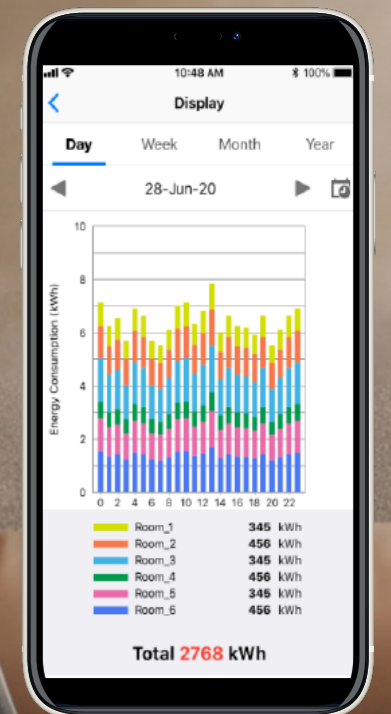 10:48 AM
100%
Display
Day Week Month Year
28-Jun-20
Energy Consumption (kWh)
10
8
6
4
2
0
0 2 4 6 8 10 12 14 16 18 20 22
Room_1 345 kWh
Room_2 456 kWh
Room_3 345 kWh
Room_4 456 kWh
Room_5 345 kWh
Room_6 456 kWh
Total 2768 kWh